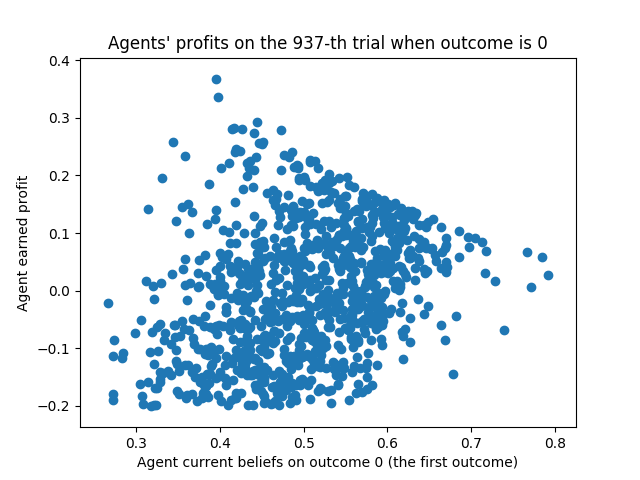 Agents' profits on the 937-th trial when outcome is 0
0.4
0.3
0.2
0.1
0.0
−0.1
−0.2
Agent earned profit
0.3 0.4 0.5 0.6 0.7 0.8
Agent current beliefs on outcome 0 (the first outcome)